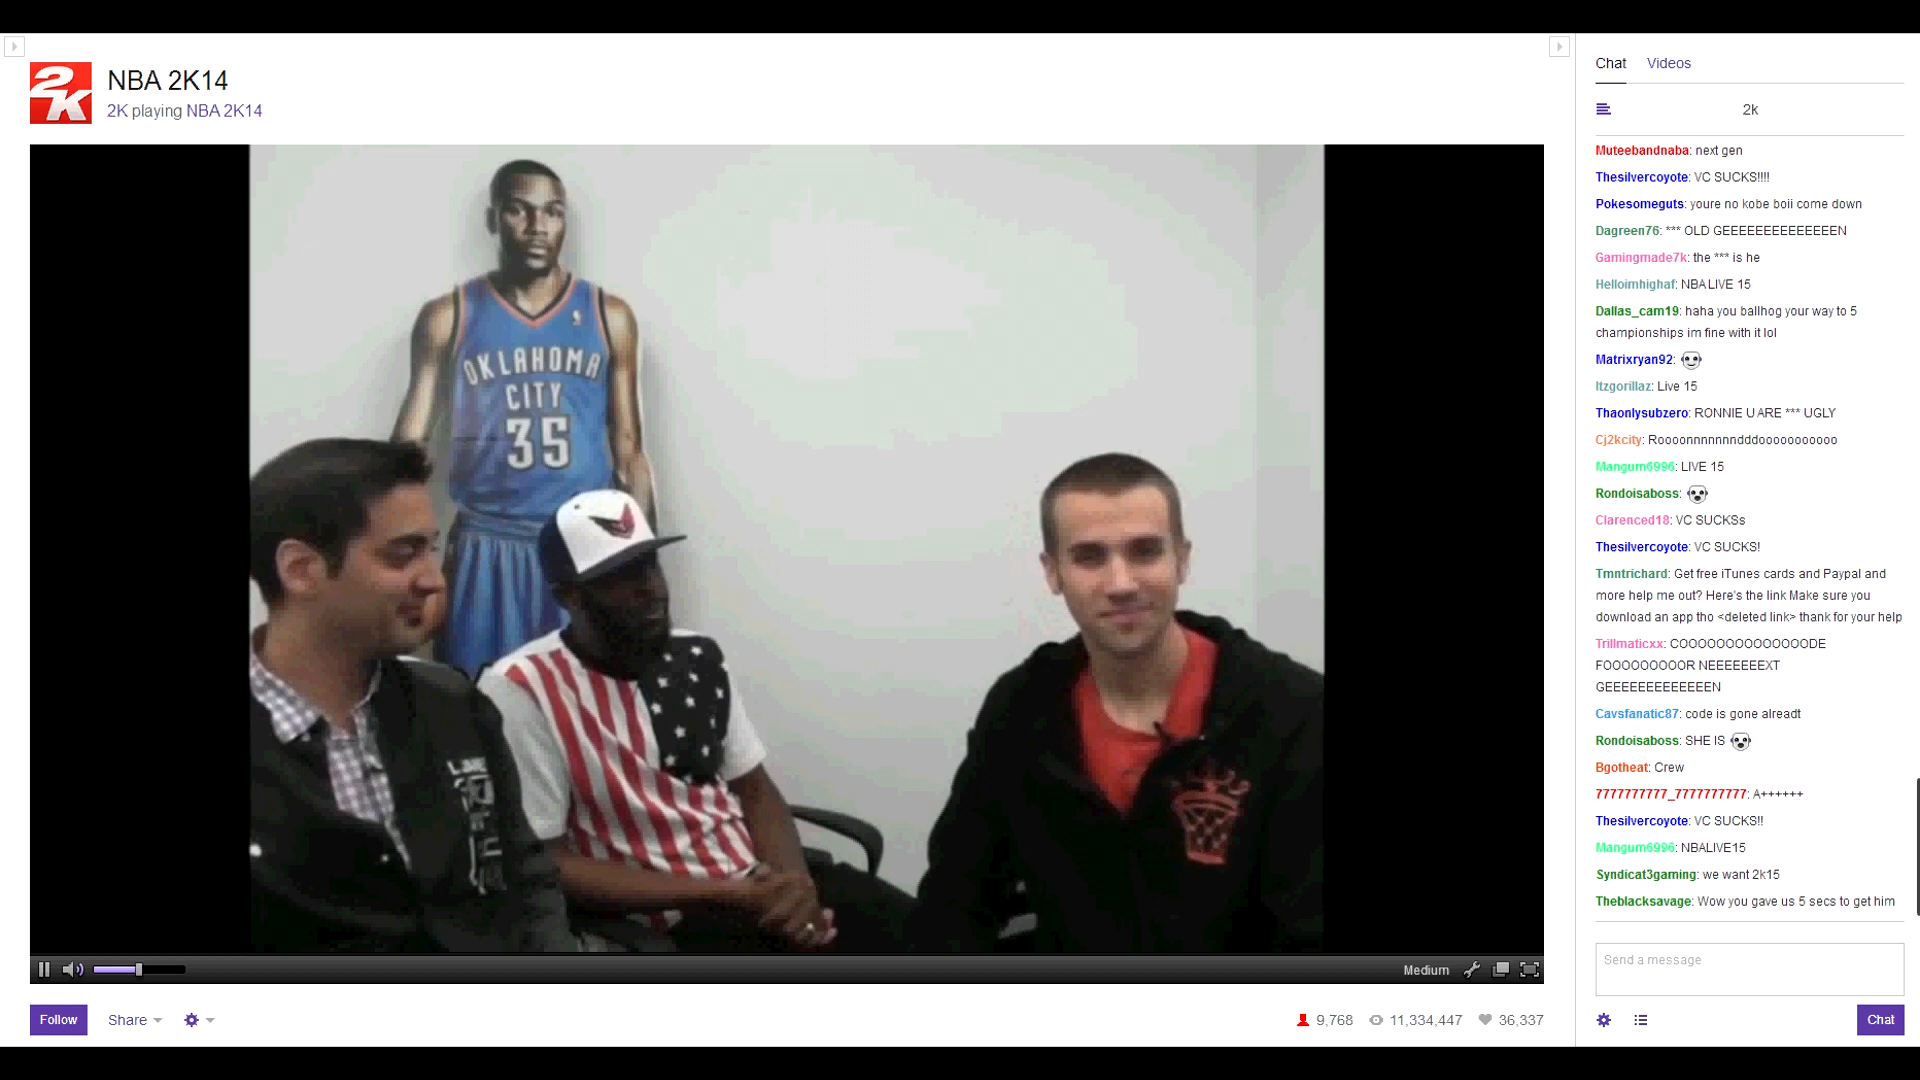 2K
NBA 2K14
2K playing NBA 2K14
OKLAHOMA
CITY
35
Medium
Follow
Share
9,768
11,334,447
36,337
Chat
Videos
2k
Muteebandnaba: next gen
Thesilvercoyote: VC SUCKS!!!!
Pokesomeguts: youre no kobe boii come down
Dagreen76: *** OLD GEEEEEEEEEEEEEEN
Gamingmade7k: the *** is he
Helloimhighaf: NBA LIVE 15
Dallas_cam19: haha you ballhog your way to 5
championships im fine with it lol
Matrixryan92:
Itzgorillaz: Live 15
Thaonlysubzero: RONNIE U ARE *** UGLY
Cj2kcity: Roooonnnnnnndddooooooooooo
Mangum6996: LIVE 15
Rondoisaboss:
Clarenced18: VC SUCKSs
Thesilvercoyote: VC SUCKS!
Tmntrichard: Get free iTunes cards and Paypal and
more help me out? Here's the link Make sure you
download an app tho <deleted link> thank for your help
Trillmaticxx: COOOOOOOOOOOOOODE
FOOOOOOOOOR NEEEEEEEXT
GEEEEEEEEEEEEEN
Cavsfanatic87: code is gone alreadt
Rondoisaboss: SHE IS
Bgotheat: Crew
7777777777_7777777777: A++++++
Thesilvercoyote: VC SUCKS!!
Mangum6996: NBALIVE15
Syndicat3gaming: we want 2k15
Theblacksavage: Wow you gave us 5 secs to get him
Send a message
Chat